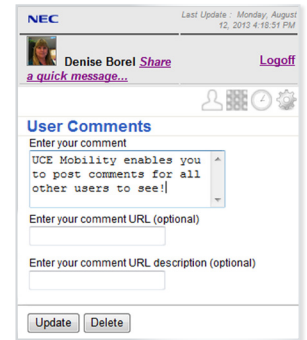 NEC
Last Update : Monday, August
12, 2013 4:18:51 PM
Denise Borel Share
a quick message...
Logoff
User Comments
Enter your comment
UCE Mobility enables you
to post comments for all
other users to see!
Enter your comment URL (optional)
Enter your comment URL description (optional)
Update
Delete